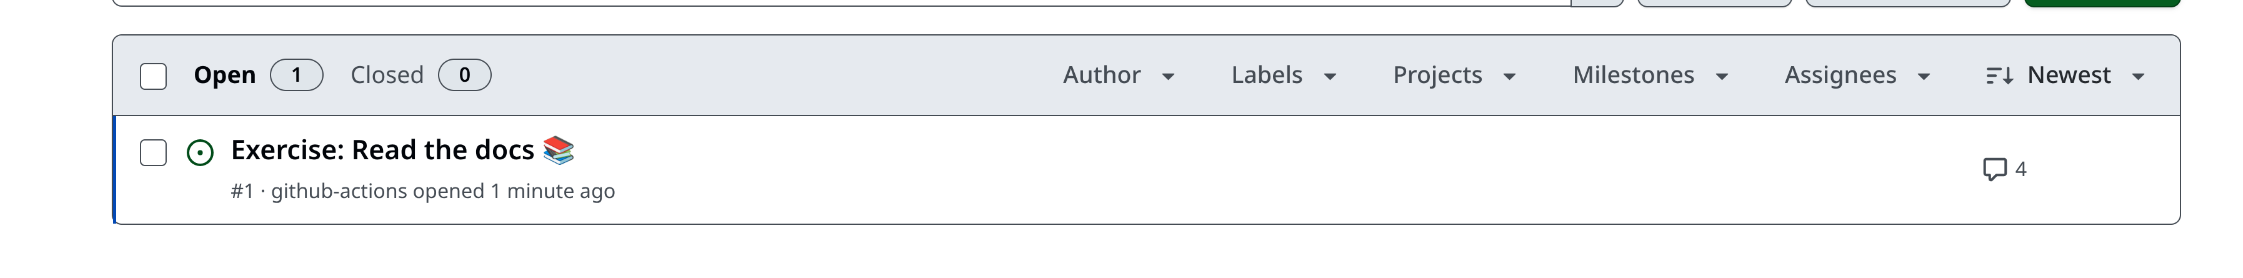 Open 1 Closed 0 Author Labels Projects Milestones Assignees Newest
Exercise: Read the docs 📚
#1 · github-actions opened 1 minute ago
4